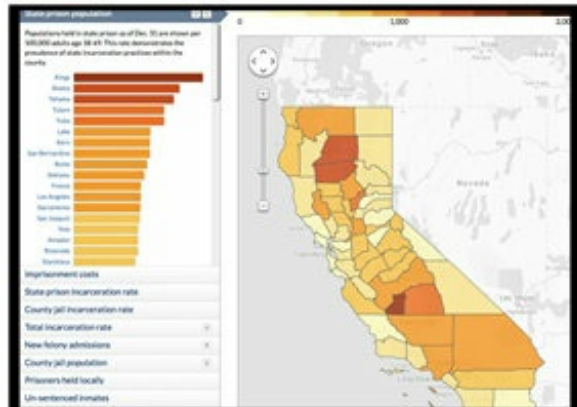 State prison population
Populations held in state prison as of Dec. 31 are shown per
100,000 adults age 18-69. This rate demonstrates the
prevalence of state incarceration practices within the
county.
Kings
Shasta
Tehama
Tulare
Yuba
Lake
Kern
San Bernardino
Butte
Fresno
Los Angeles
Sacramento
San Joaquin
Yolo
Amador
Riverside
Stanislaus
Imprisonment costs
State prison incarceration rate
County jail incarceration rate
Total incarceration rate
New felony admissions
County jail population
Prisoners held locally
Un-sentenced inmates
0
1,000
2,00
Oregon
Idaho
Nevada